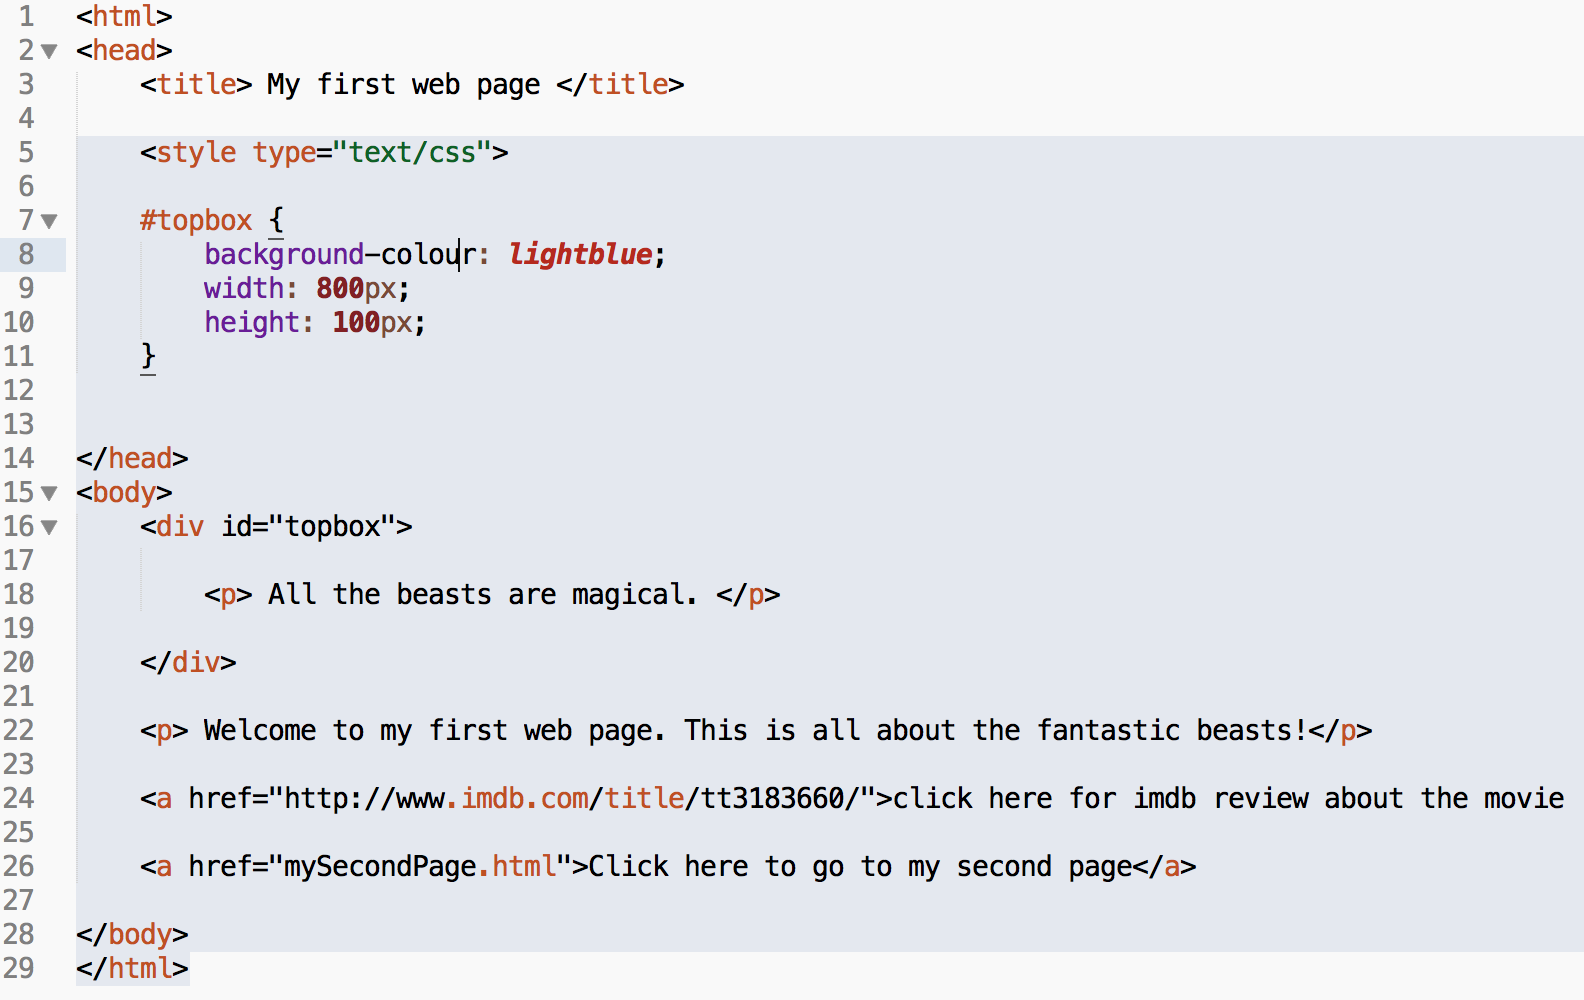 1 <html>
2 <head>
3 <title> My first web page </title>
4
5 <style type="text/css">
6
7 #topbox {
8 background-colour: lightblue;
9 width: 800px;
10 height: 100px;
11 }
12
13
14 </head>
15 <body>
16 <div id="topbox">
17
18 <p> All the beasts are magical. </p>
19
20 </div>
21
22 <p> Welcome to my first web page. This is all about the fantastic beasts!</p>
23
24 <a href="http://www.imdb.com/title/tt3183660/">click here for imdb review about the movie
25
26 <a href="mySecondPage.html">Click here to go to my second page</a>
27
28 </body>
29 </html>